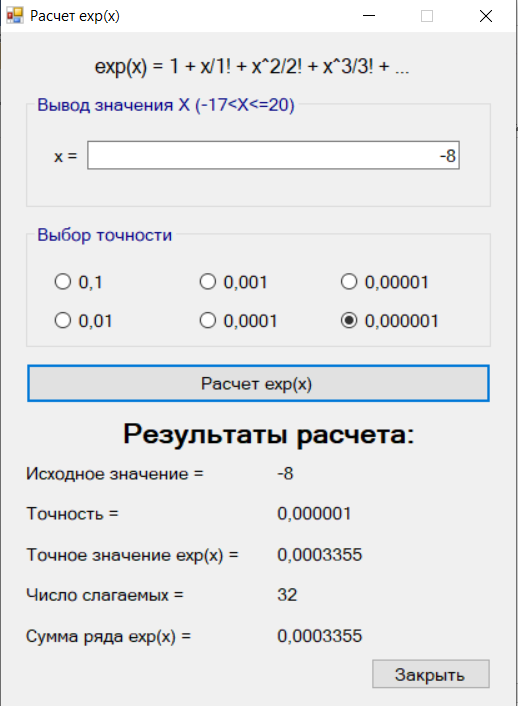 Расчет exp(x)
exp(x) = 1 + x/1! + x^2/2! + x^3/3! + ...
Вывод значения X (-17<X<=20)
x = -8
Выбор точности
0,1 0,001 0,00001
0,01 0,0001 0,000001
Расчет exp(x)
Результаты расчета:
Исходное значение = -8
Точность = 0,000001
Точное значение exp(x) = 0,0003355
Число слагаемых = 32
Сумма ряда exp(x) = 0,0003355
Закрыть